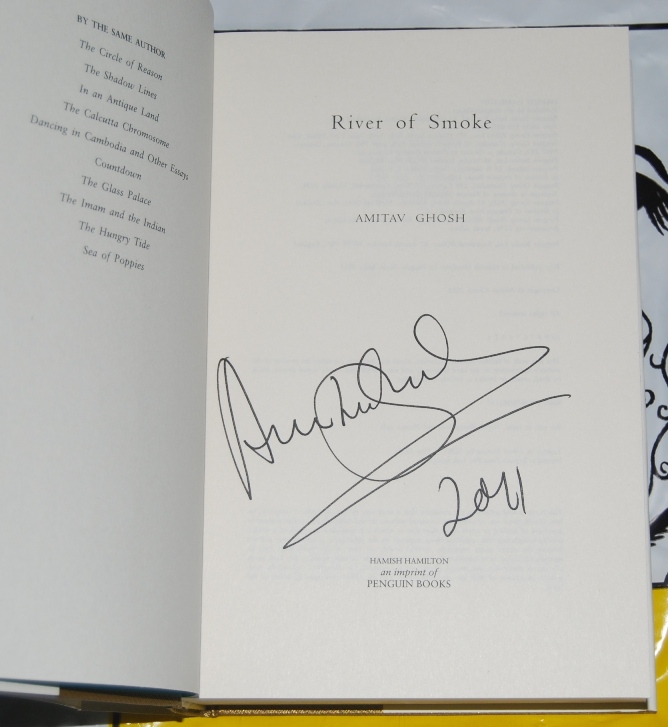 BY THE SAME AUTHOR
The Circle of Reason
The Shadow Lines
In an Antique Land
The Calcutta Chromosome
Dancing in Cambodia and Other Essays
Countdown
The Glass Palace
The Imam and the Indian
The Hungry Tide
Sea of Poppies
River of Smoke
AMITAV GHOSH
2011
HAMISH HAMILTON
an imprint of
PENGUIN BOOKS